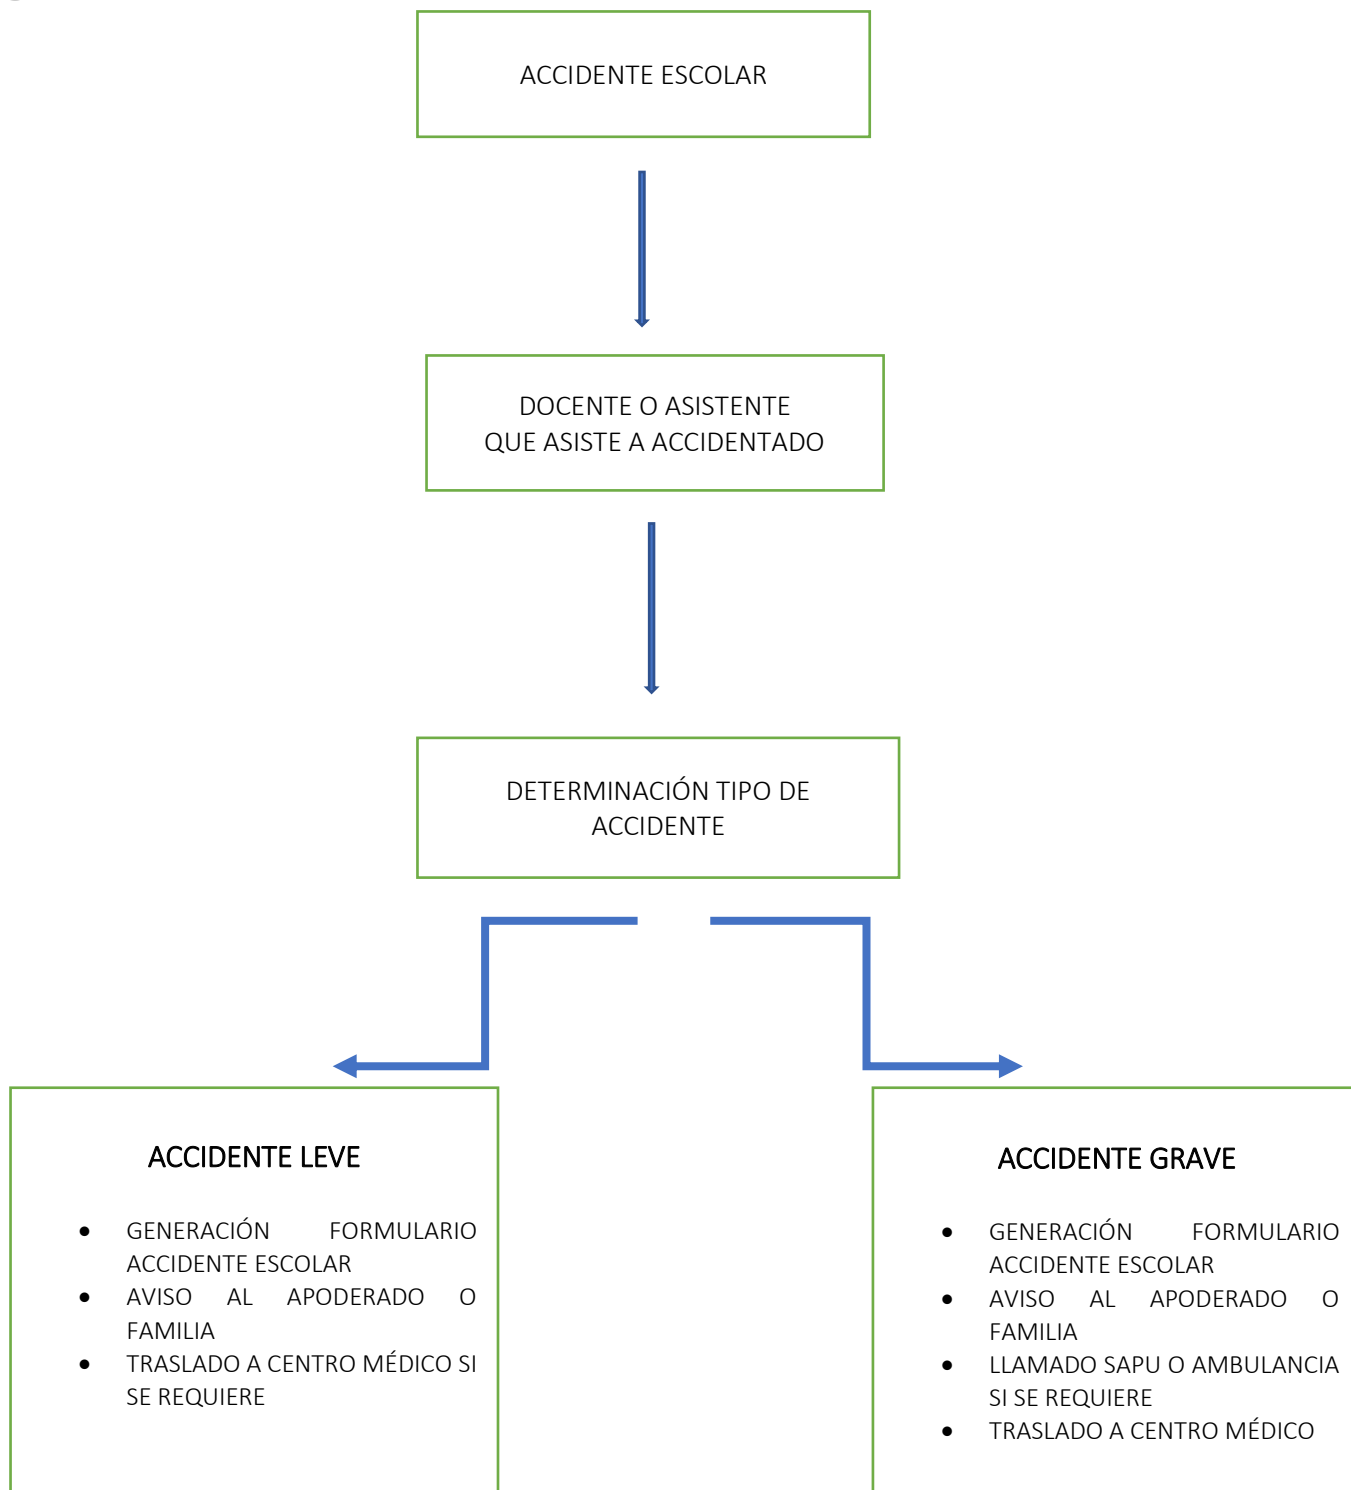 ACCIDENTE ESCOLAR
DOCENTE O ASISTENTE
QUE ASISTE A ACCIDENTADO
DETERMINACIÓN TIPO DE
ACCIDENTE
ACCIDENTE LEVE
• GENERACIÓN FORMULARIO
ACCIDENTE ESCOLAR
• AVISO AL APODERADO O
FAMILIA
• TRASLADO A CENTRO MÉDICO SI
SE REQUIERE
ACCIDENTE GRAVE
• GENERACIÓN FORMULARIO
ACCIDENTE ESCOLAR
• AVISO AL APODERADO O
FAMILIA
• LLAMADO SAPU O AMBULANCIA
SI SE REQUIERE
• TRASLADO A CENTRO MÉDICO